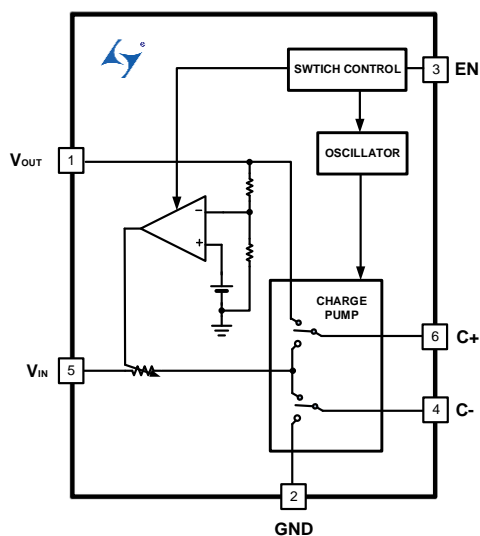 ®
SWTICH CONTROL
3 EN
OSCILLATOR
VOUT 1
−
+
CHARGE
PUMP
6 C+
VIN 5
4 C-
2
GND